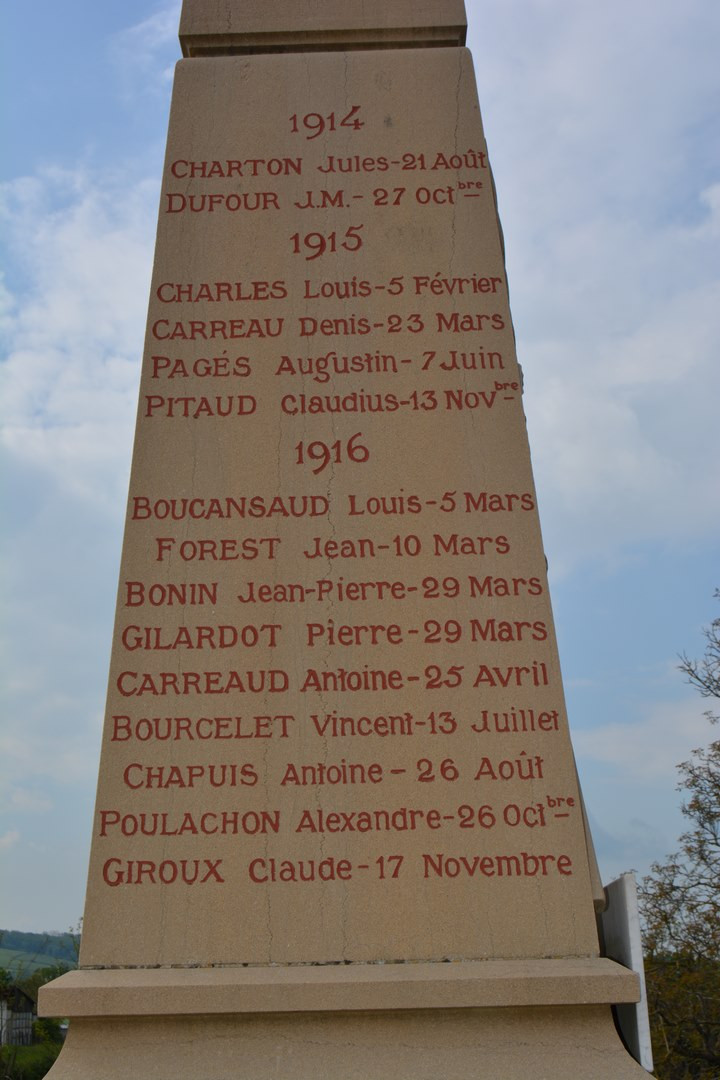 1914
CHARTON Jules-21 Août
DUFOUR J.M.- 27 Octbre
1915
CHARLES Louis-5 Février
CARREAU Denis-23 Mars
PAGÉS Augustin-7 Juin
PITAUD Claudius-13 Novbre
1916
BOUCANSAUD Louis-5 Mars
FOREST Jean-10 Mars
BONIN Jean-Pierre-29 Mars
GILARDOT Pierre-29 Mars
CARREAUD Antoine-25 Avril
BOURCELET Vincent-13 Juillet
CHAPUIS Antoine-26 Août
POULACHON Alexandre-26 Octbre
GIROUX Claude-17 Novembre